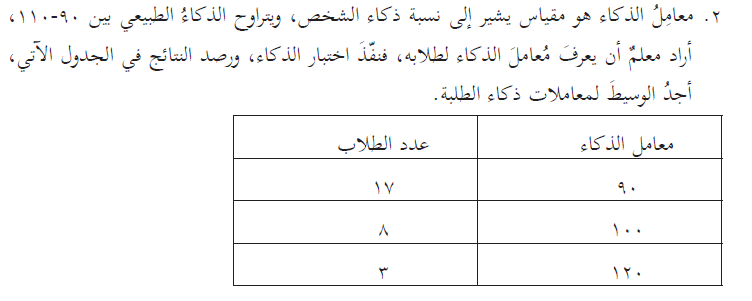 ٢. معامِلُ الذكاء هو مقياس يشير إلى نسبة ذكاء الشخص، ويتراوح الذكاءُ الطبيعي بين ٩٠-١١٠،
أراد معلمٌ أن يعرفَ مُعاملَ الذكاء لطلابه، فنفّذَ اختبار الذكاء، ورصد النتائج في الجدول الآتي،
أجدُ الوسيطَ لمعاملات ذكاء الطلبة.
معامل الذكاء عدد الطلاب
٩٠ ١٧
١٠٠ ٨
١٢٠ ٣